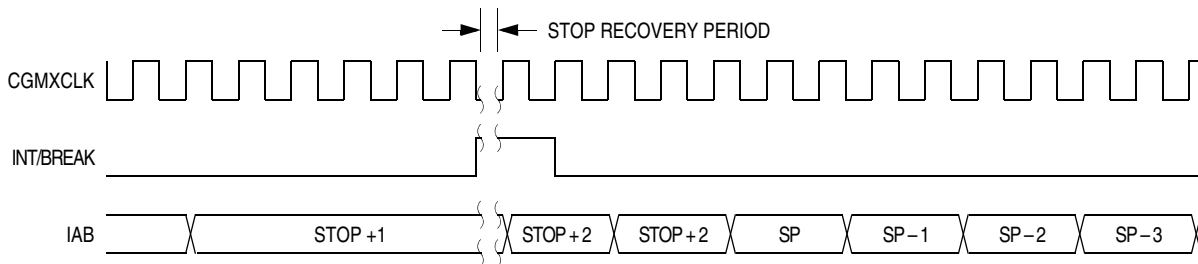 STOP RECOVERY PERIOD
CGMXCLK
INT/BREAK
IAB STOP +1 STOP + 2 STOP + 2 SP SP – 1 SP – 2 SP – 3